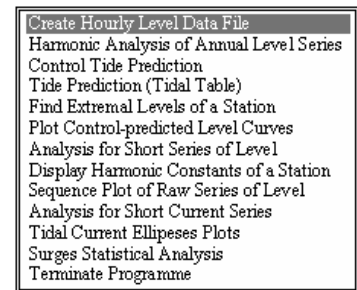 Create Hourly Level Data File
Harmonic Analysis of Annual Level Series
Control Tide Prediction
Tide Prediction (Tidal Table)
Find Extremal Levels of a Station
Plot Control-predicted Level Curves
Analysis for Short Series of Level
Display Harmonic Constants of a Station
Sequence Plot of Raw Series of Level
Analysis for Short Current Series
Tidal Current Ellipeses Plots
Surges Statistical Analysis
Terminate Programme